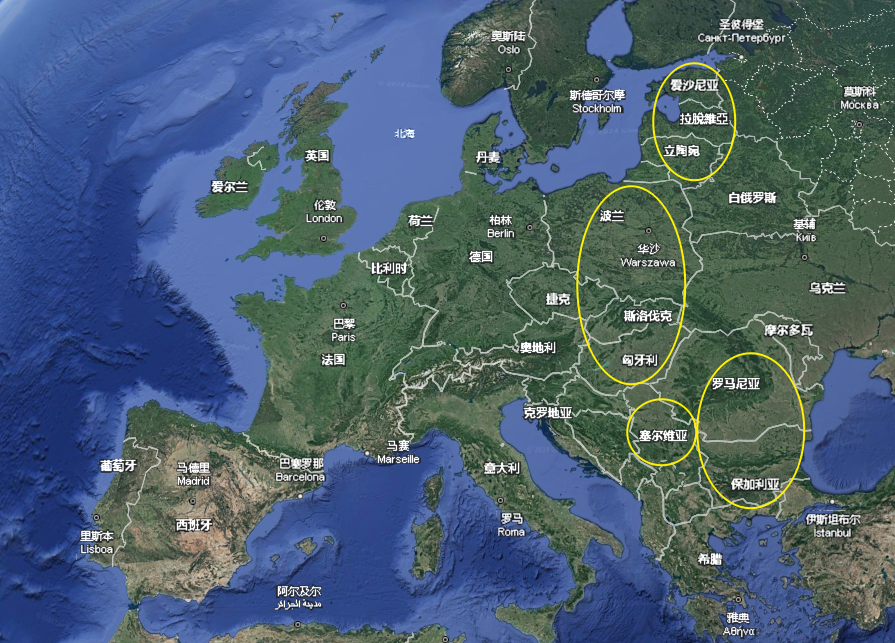 奥斯陆
Oslo
圣彼得堡
Санкт-Петербург
斯德哥尔摩
Stockholm
爱沙尼亚
莫斯科
Москва
拉脫維亞
北海
立陶宛
英国
丹麦
爱尔兰
白俄罗斯
伦敦
London
荷兰
柏林
Berlin
波兰
基辅
Київ
华沙
Warszawa
德国
比利时
乌克兰
捷克
斯洛伐克
巴黎
Paris
摩尔多瓦
法国
奥地利
匈牙利
罗马尼亚
克罗地亚
塞尔维亚
马赛
Marseille
葡萄牙
马德里
Madrid
巴塞罗那
Barcelona
意大利
保加利亚
西班牙
罗马
Roma
伊斯坦布尔
İstanbul
里斯本
Lisboa
希腊
阿尔及尔
مدينة الجزائر
雅典
Αθήνα